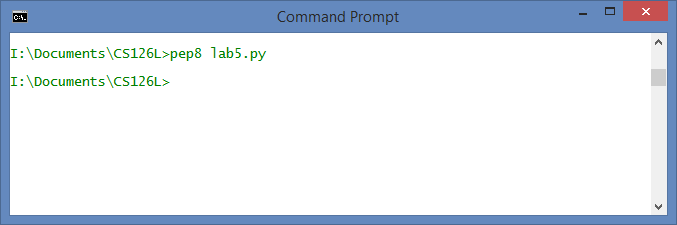 Command Prompt
I:\Documents\CS126L>pep8 lab5.py
I:\Documents\CS126L>